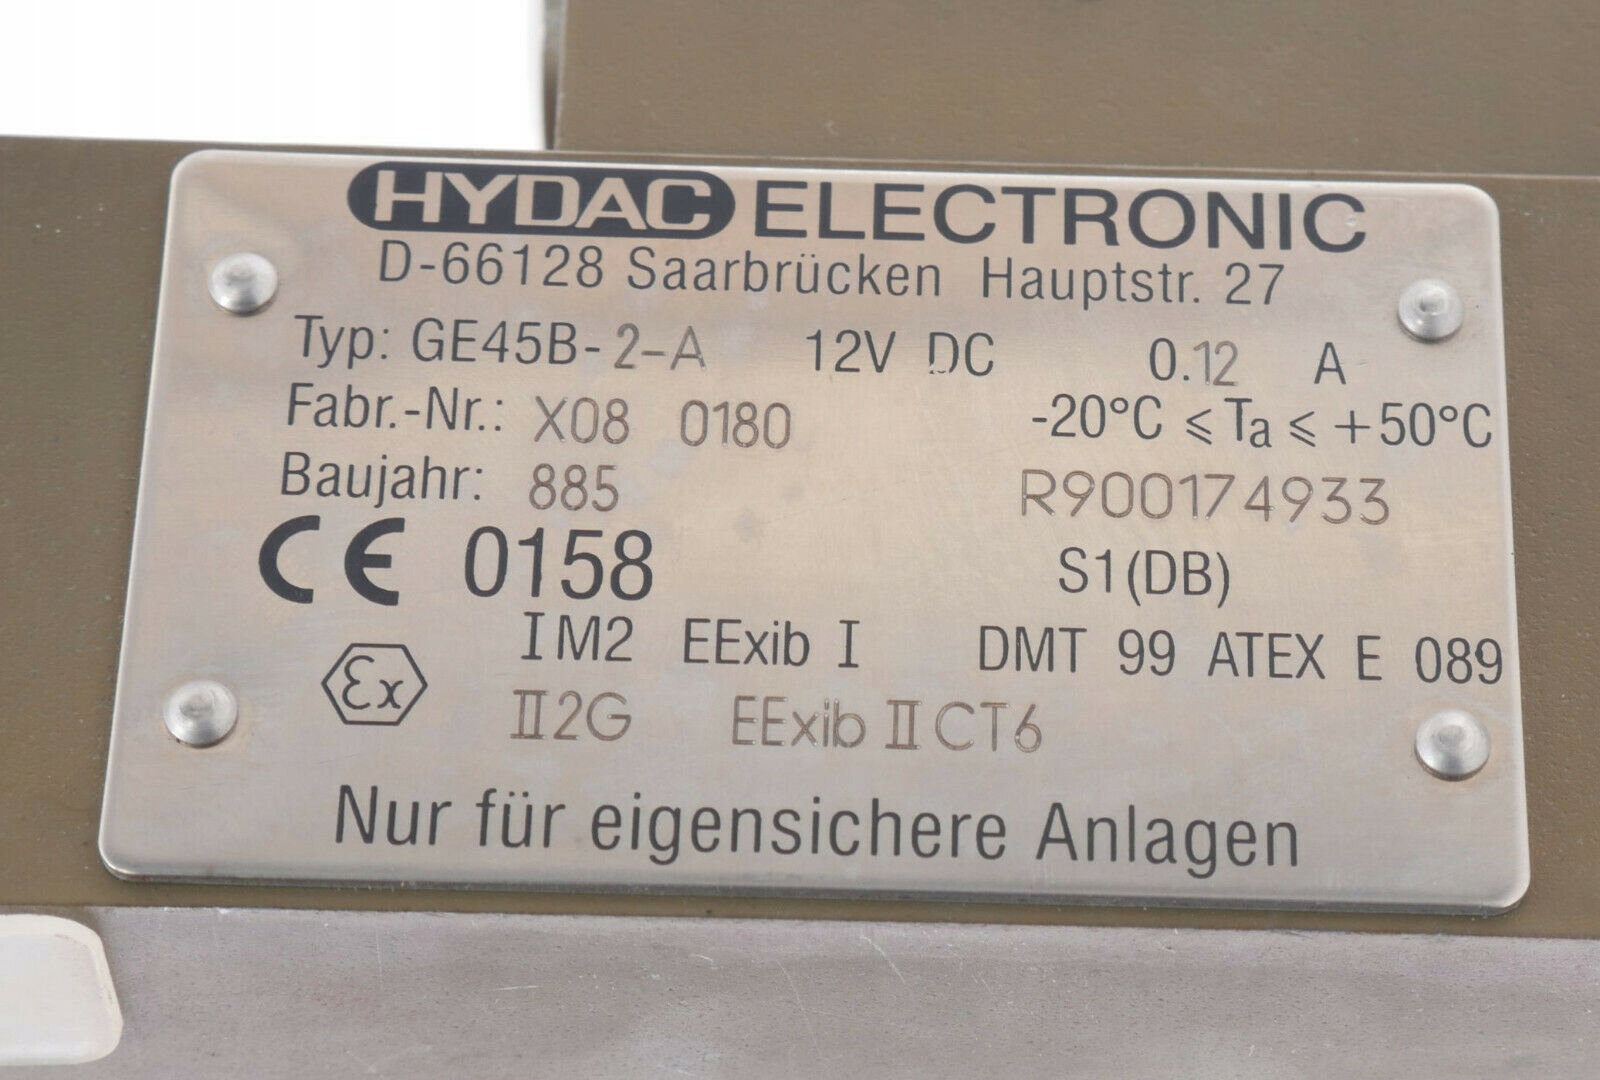 HYDAC ELECTRONIC
D-66128 Saarbrücken Hauptstr. 27
Typ: GE45B-2-A 12V DC 0.12 A
Fabr.-Nr.: X08 0180 -20°C ⩽ Ta ⩽ +50°C
Baujahr: 885 R900174933
CE 0158 S1(DB)
I M2 EExib I DMT 99 ATEX E 089
Ex II2G EExib II CT6
Nur für eigensichere Anlagen